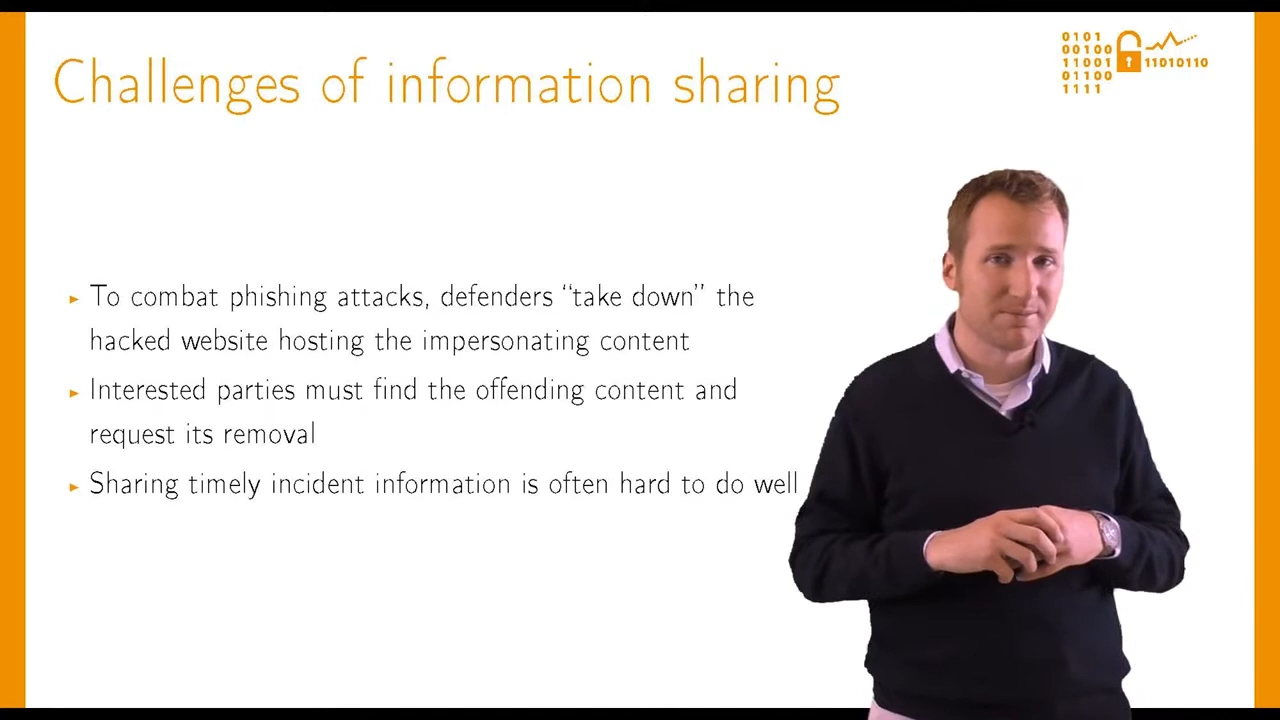 Challenges of information sharing
0101
00100
11001
01100
1111
11010110
▸ To combat phishing attacks, defenders “take down” the
hacked website hosting the impersonating content
▸ Interested parties must find the offending content and
request its removal
▸ Sharing timely incident information is often hard to do well